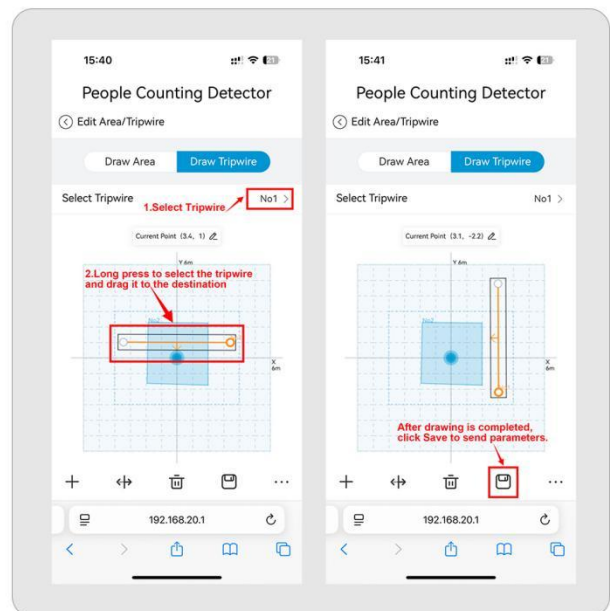 15:40
21
People Counting Detector
Edit Area/Tripwire
Draw Area
Draw Tripwire
Select Tripwire
No1 >
1.Select Tripwire
Current Point (3.4, 1)
Y 6m
2.Long press to select the tripwire
and drag it to the destination
X
6m
192.168.20.1
15:41
21
People Counting Detector
Edit Area/Tripwire
Draw Area
Draw Tripwire
Select Tripwire
No1 >
Current Point (3.1, -2.2)
Y 6m
X
6m
After drawing is completed,
click Save to send parameters.
192.168.20.1